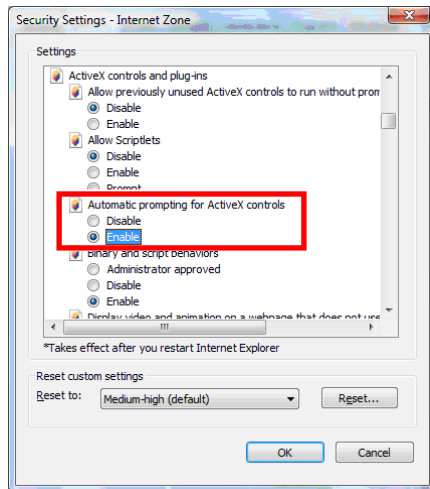 Security Settings - Internet Zone
Settings
ActiveX controls and plug-ins
Allow previously unused ActiveX controls to run without prom
Disable
Enable
Allow Scriptlets
Disable
Enable
Prompt
Automatic prompting for ActiveX controls
Disable
Enable
Binary and script behaviors
Administrator approved
Disable
Enable
Display video and animation on a webpage that does not use
*Takes effect after you restart Internet Explorer
Reset custom settings
Reset to: Medium-high (default) Reset...
OK Cancel